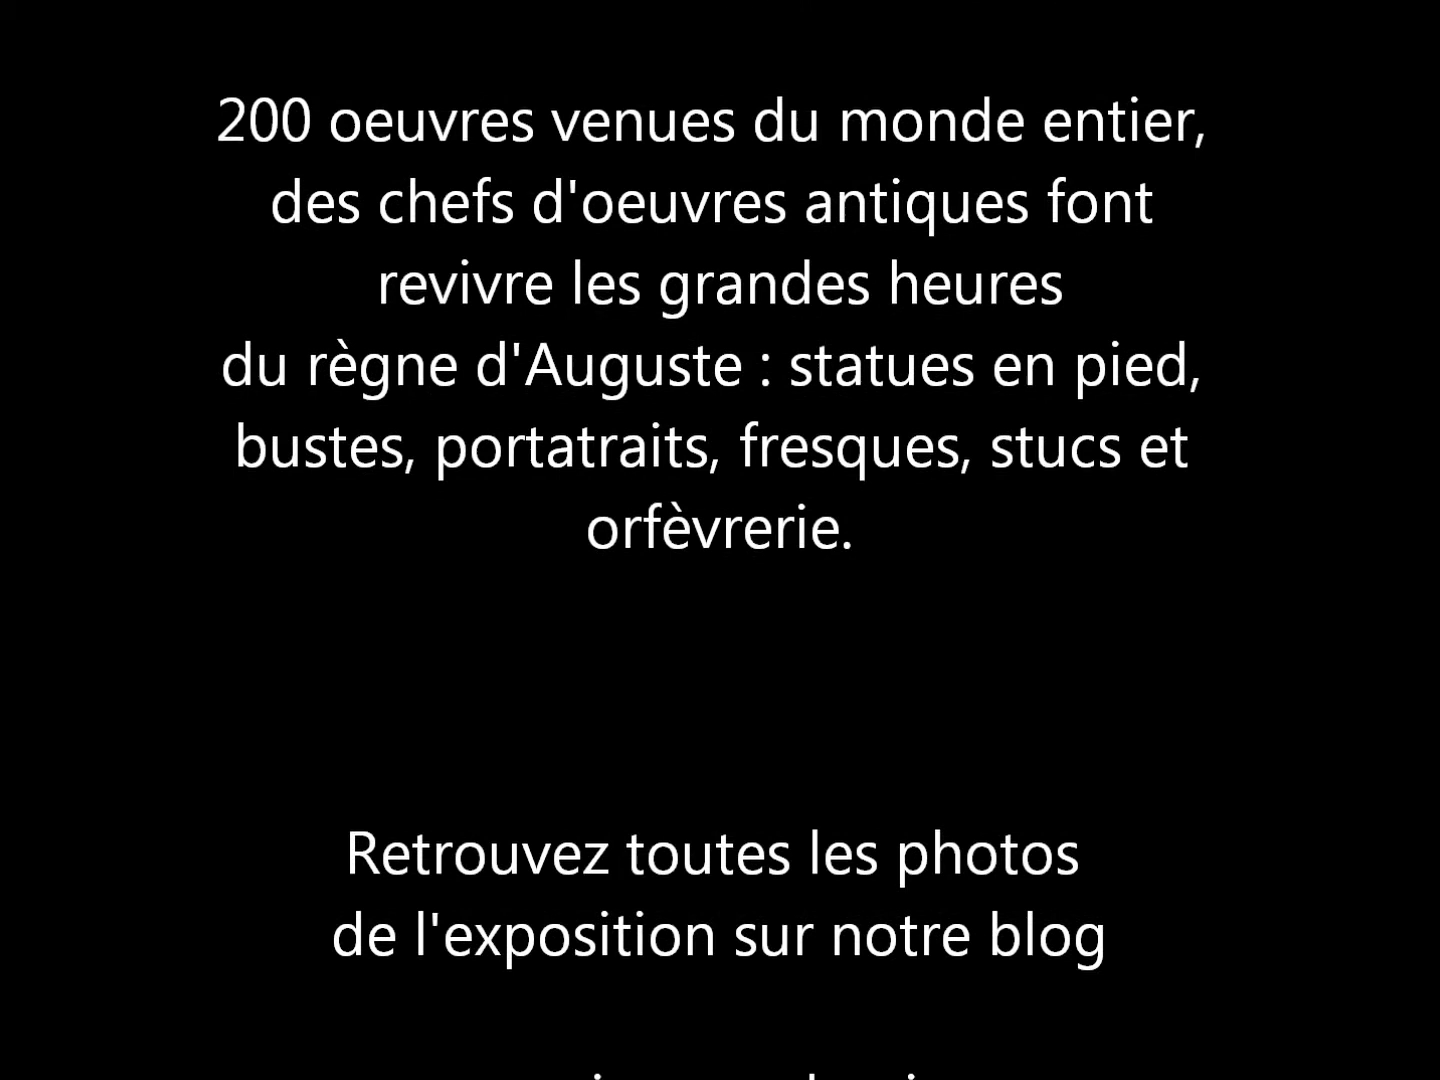 200 oeuvres venues du monde entier,
des chefs d'oeuvres antiques font
revivre les grandes heures
du règne d'Auguste : statues en pied,
bustes, portatraits, fresques, stucs et
orfèvrerie.
Retrouvez toutes les photos
de l'exposition sur notre blog